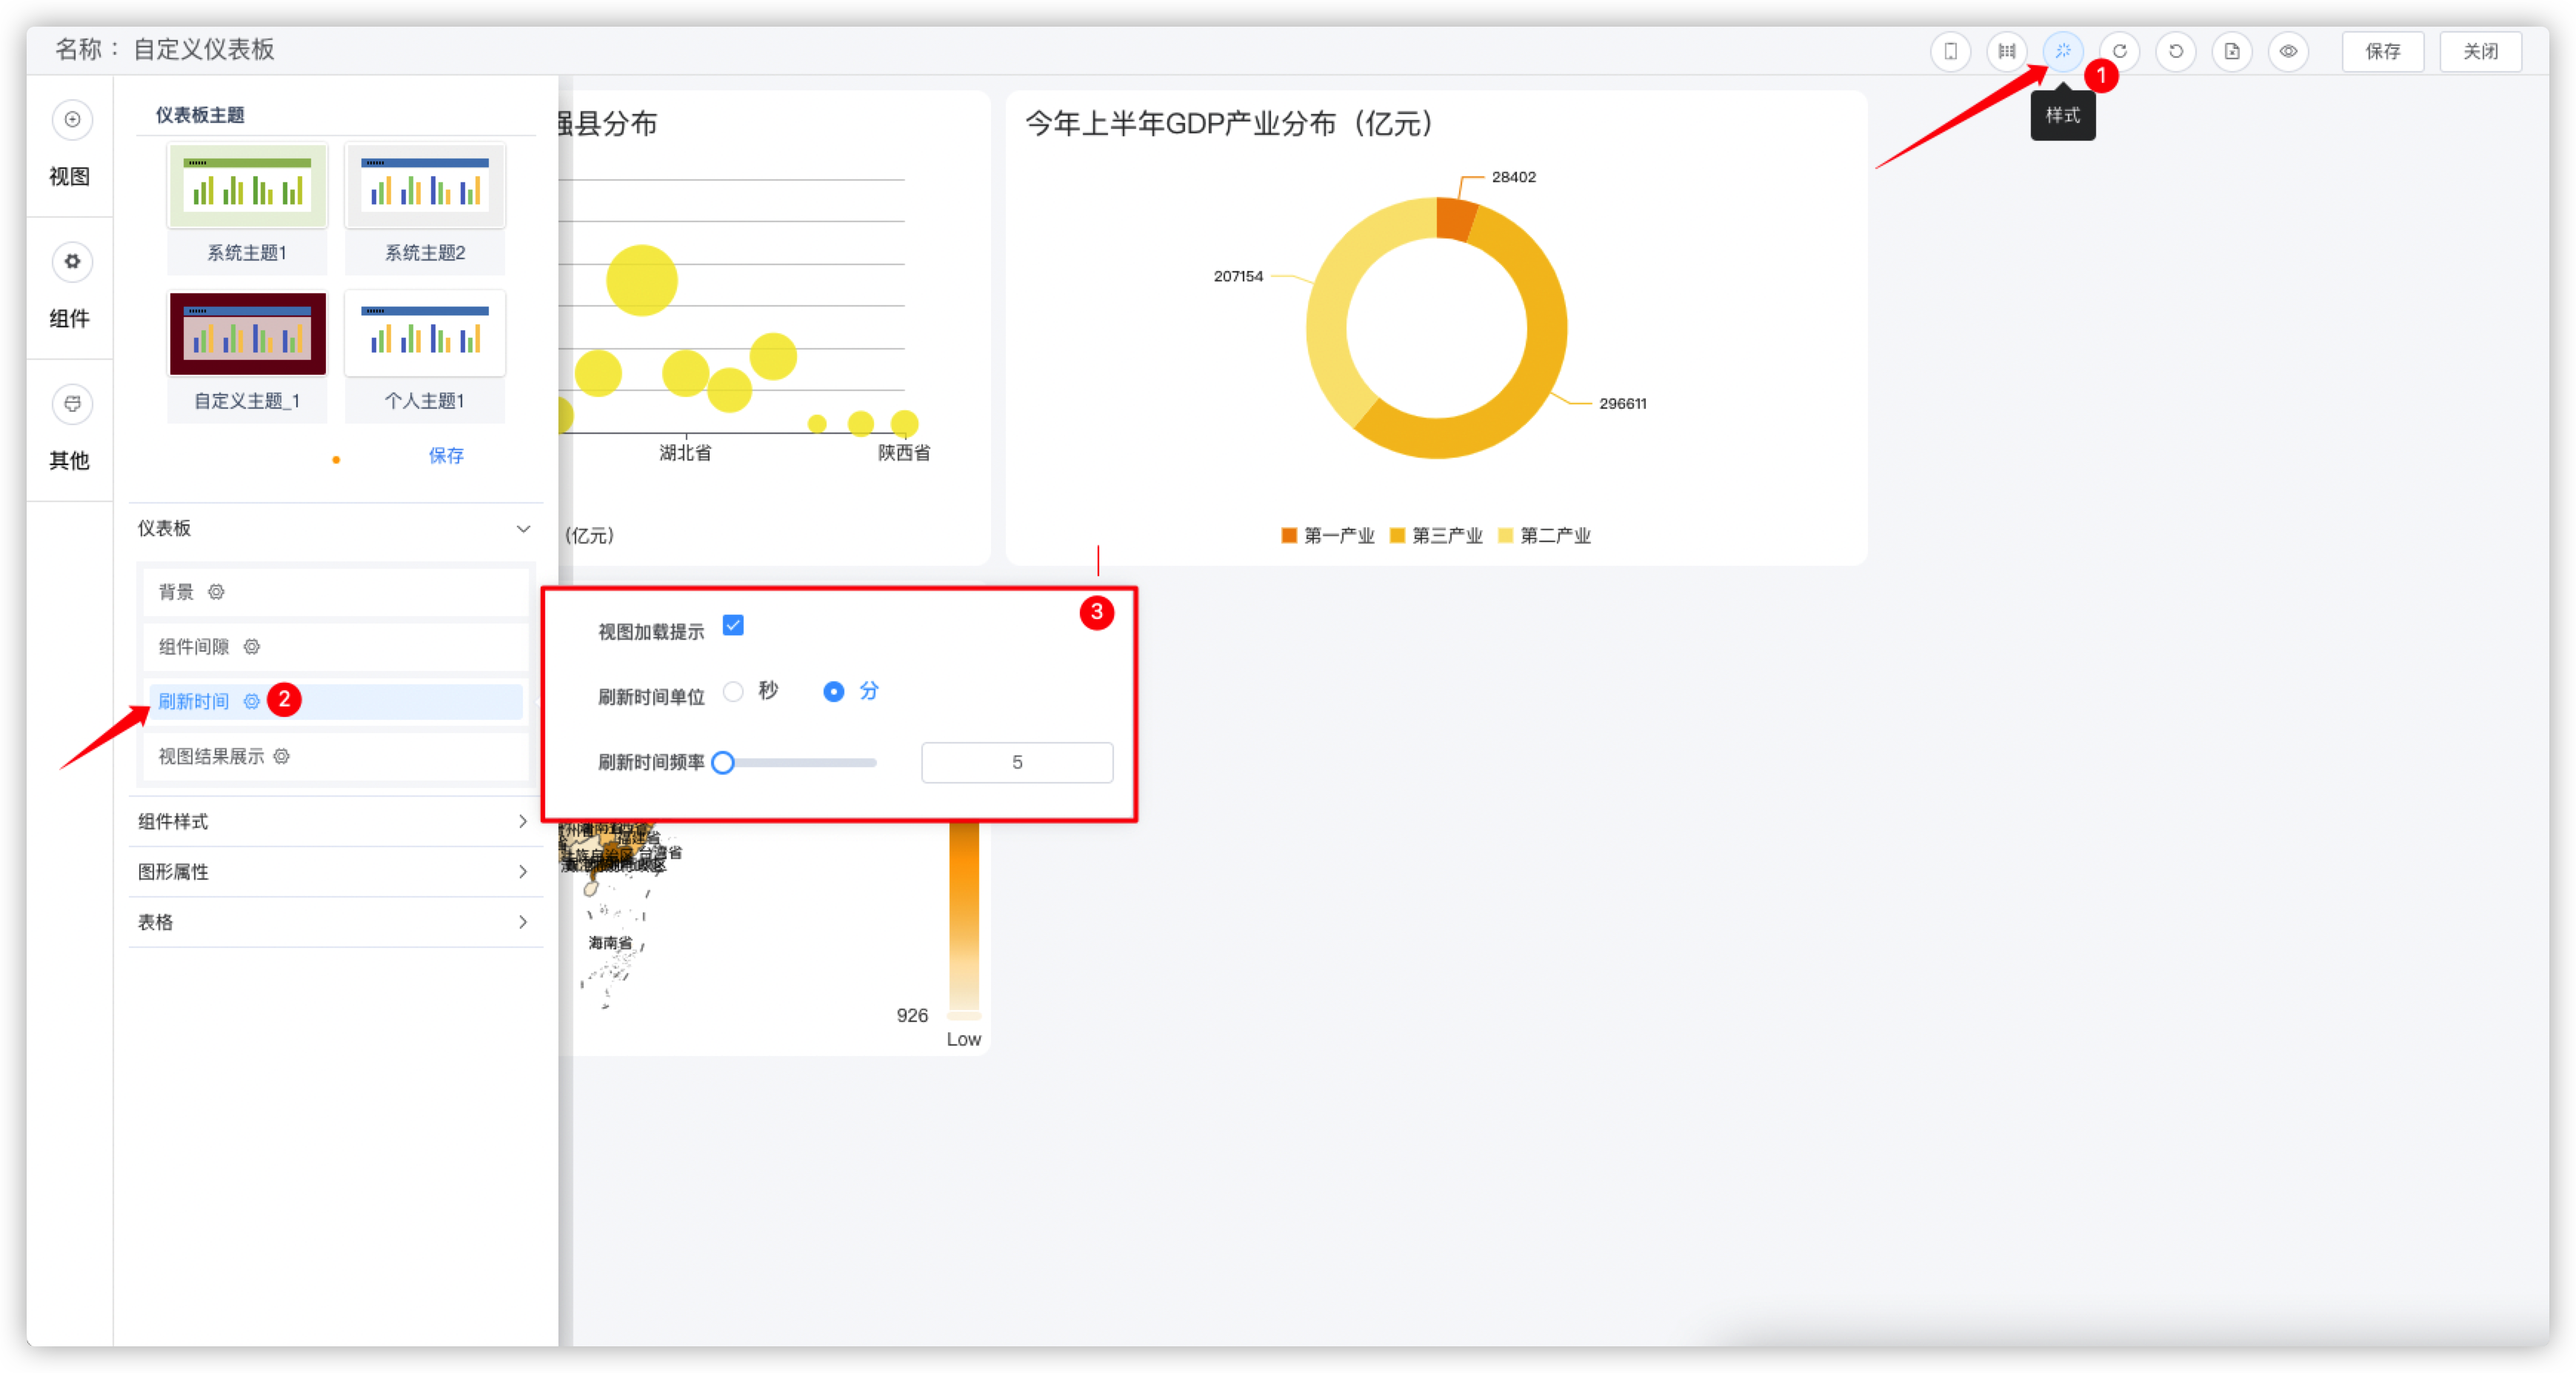 名称： 自定义仪表板
保存
关闭
1
样式
视图
组件
其他
仪表板主题
系统主题1
系统主题2
自定义主题_1
个人主题1
保存
仪表板
背景
组件间隙
刷新时间
2
视图结果展示
组件样式
图形属性
表格
强县分布
湖北省
陕西省
(亿元)
今年上半年GDP产业分布（亿元）
28402
207154
296611
第一产业
第三产业
第二产业
3
视图加载提示
刷新时间单位
秒
分
刷新时间频率
5
福建省
台湾省
海南省
926
Low